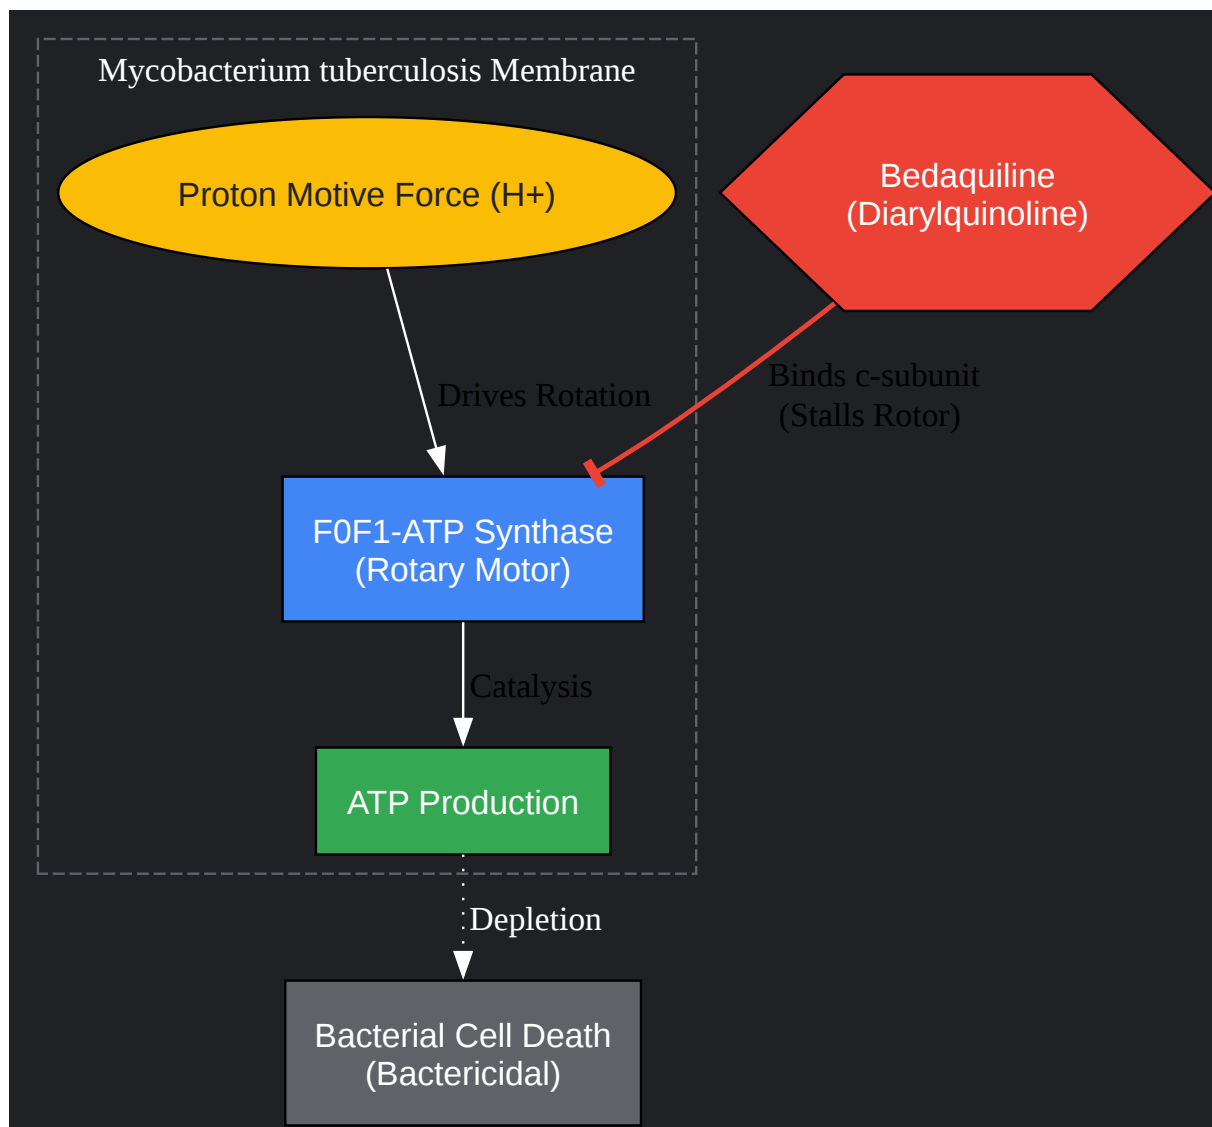 Mycobacterium tuberculosis Membrane
Proton Motive Force (H+)
Bedaquiline
(Diarylquinoline)
Drives Rotation
Binds c-subunit
(Stalls Rotor)
F0F1-ATP Synthase
(Rotary Motor)
Catalysis
ATP Production
Depletion
Bacterial Cell Death
(Bactericidal)